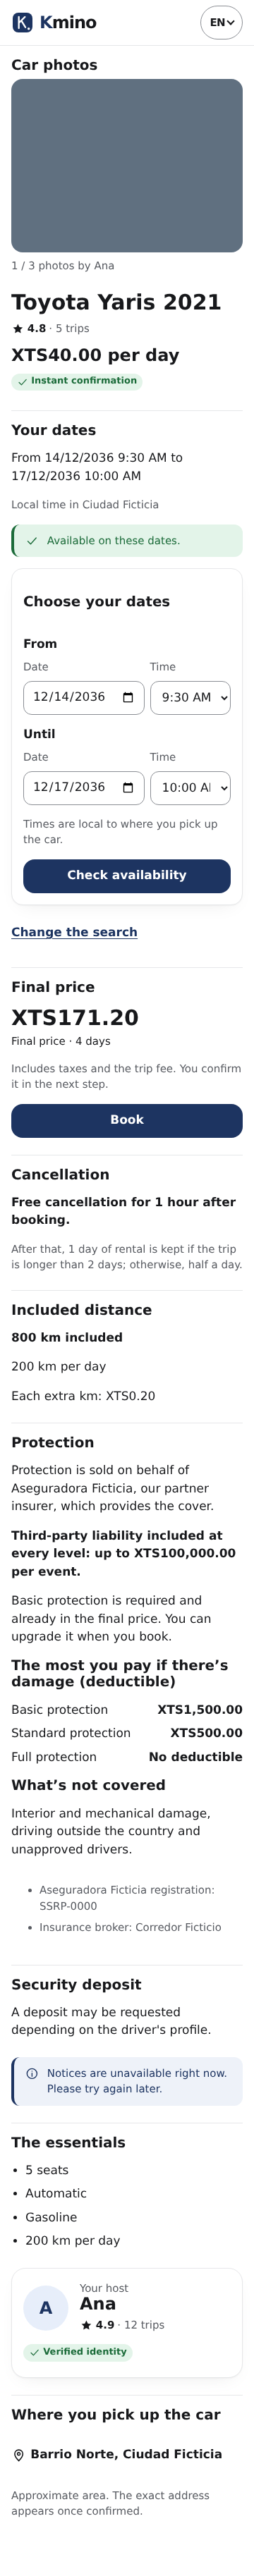 K Kmino
EN
Car photos
1 / 3 photos by Ana
Toyota Yaris 2021
★ 4.8 · 5 trips
XTS40.00 per day
Instant confirmation
Your dates
From 14/12/2036 9:30 AM to
17/12/2036 10:00 AM
Local time in Ciudad Ficticia
Available on these dates.
Choose your dates
From
Date Time
12/14/2036 9:30 AM
Until
Date Time
12/17/2036 10:00 A
Times are local to where you pick up
the car.
Check availability
Change the search
Final price
XTS171.20
Final price · 4 days
Includes taxes and the trip fee. You confirm
it in the next step.
Book
Cancellation
Free cancellation for 1 hour after
booking.
After that, 1 day of rental is kept if the trip
is longer than 2 days; otherwise, half a day.
Included distance
800 km included
200 km per day
Each extra km: XTS0.20
Protection
Protection is sold on behalf of
Aseguradora Ficticia, our partner
insurer, which provides the cover.
Third-party liability included at
every level: up to XTS100,000.00
per event.
Basic protection is required and
already in the final price. You can
upgrade it when you book.
The most you pay if there’s
damage (deductible)
Basic protection XTS1,500.00
Standard protection XTS500.00
Full protection No deductible
What’s not covered
Interior and mechanical damage,
driving outside the country and
unapproved drivers.
• Aseguradora Ficticia registration:
SSRP-0000
• Insurance broker: Corredor Ficticio
Security deposit
A deposit may be requested
depending on the driver's profile.
Notices are unavailable right now.
Please try again later.
The essentials
• 5 seats
• Automatic
• Gasoline
• 200 km per day
A
Your host
Ana
★ 4.9 · 12 trips
Verified identity
Where you pick up the car
Barrio Norte, Ciudad Ficticia
Approximate area. The exact address
appears once confirmed.